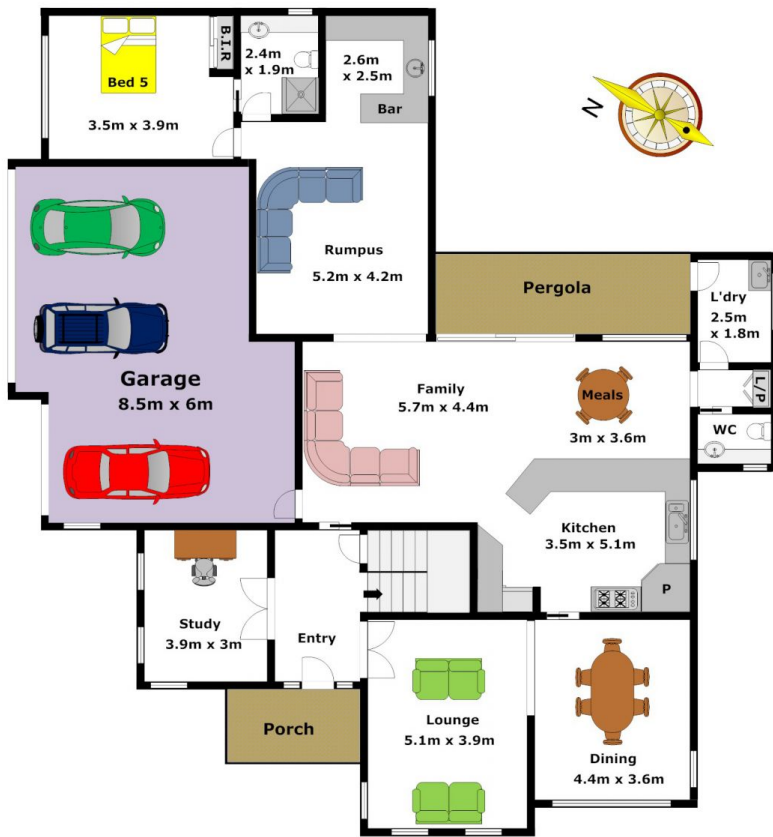 B.I.R
Bed 5
3.5m x 3.9m
2.4m
x 1.9m
2.6m
x 2.5m
Bar
N
Rumpus
5.2m x 4.2m
Pergola
L'dry
2.5m
x 1.8m
Garage
8.5m x 6m
Family
5.7m x 4.4m
Meals
3m x 3.6m
L/P
WC
Kitchen
3.5m x 5.1m
P
Study
3.9m x 3m
Entry
Porch
Lounge
5.1m x 3.9m
Dining
4.4m x 3.6m